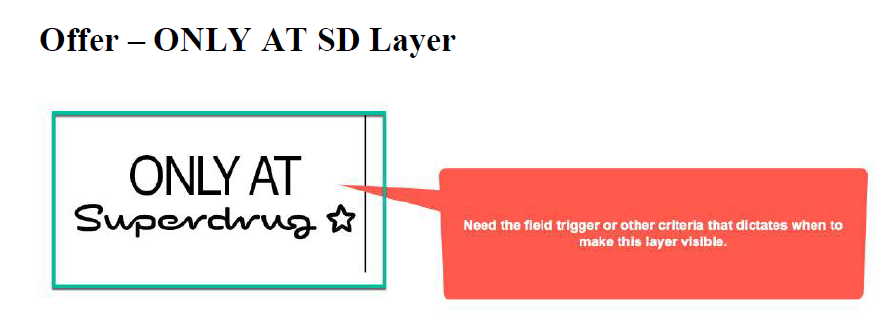 Offer – ONLY AT SD Layer
ONLY AT
Superdrug
Need the field trigger or other criteria that dictates when to
make this layer visible.